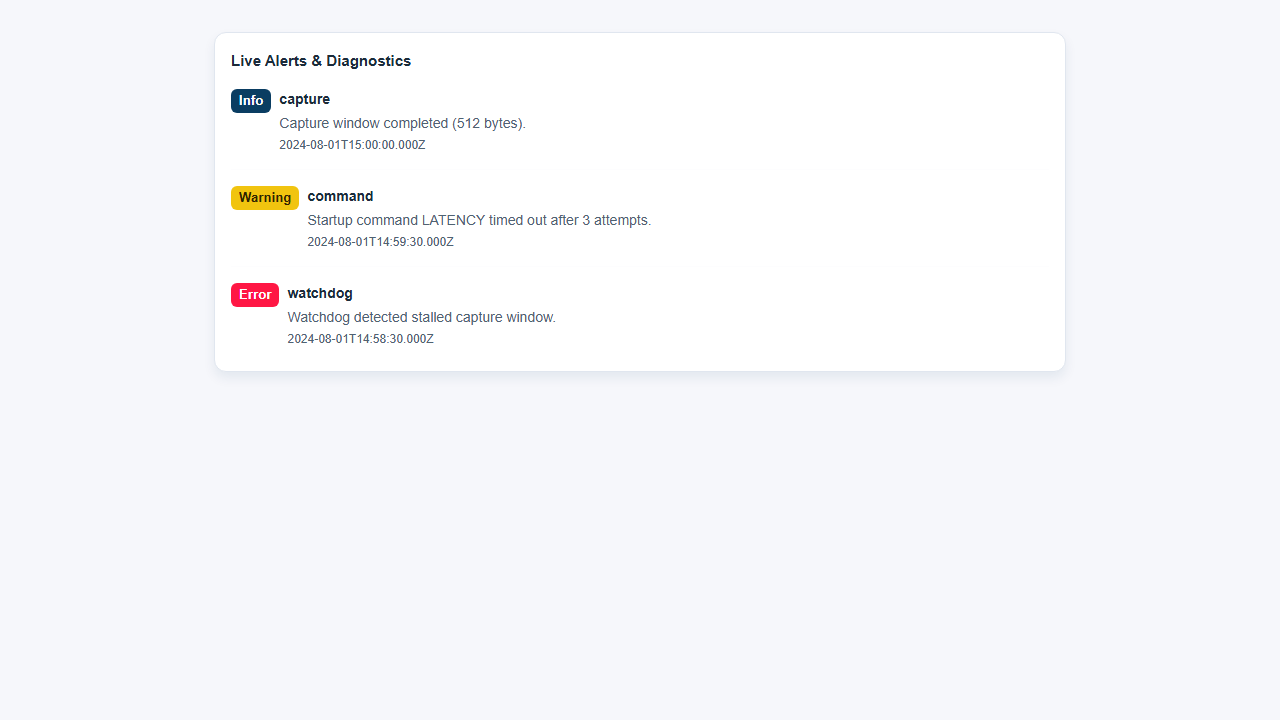 Live Alerts & Diagnostics
Info capture
Capture window completed (512 bytes).
2024-08-01T15:00:00.000Z
Warning command
Startup command LATENCY timed out after 3 attempts.
2024-08-01T14:59:30.000Z
Error watchdog
Watchdog detected stalled capture window.
2024-08-01T14:58:30.000Z